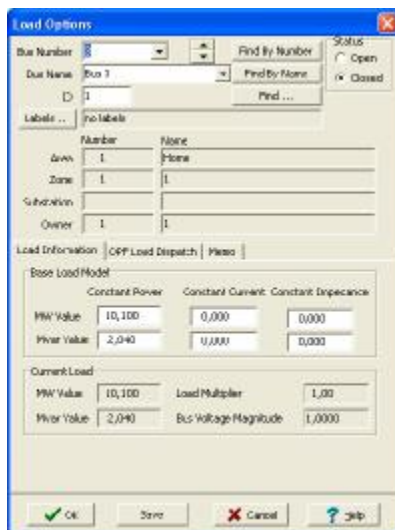 Load Options
Bus Number Find By Number Status
Open
Bus Name Bus 3 Find By Name Closed
ID 1 Find ...
Labels ... no labels
Number Name
Area 1 Home
Zone 1 1
Substation
Owner 1 1
Load Information OPF Load Dispatch Memo
Base Load Model
Constant Power Constant Current Constant Impedance
MW Value 10,100 0,000 0,000
Mvar Value 2,040 0,000 0,000
Current Load
MW Value 10,100 Load Multiplier 1,00
Mvar Value 2,040 Bus Voltage Magnitude 1,0000
OK Save Cancel ? Help